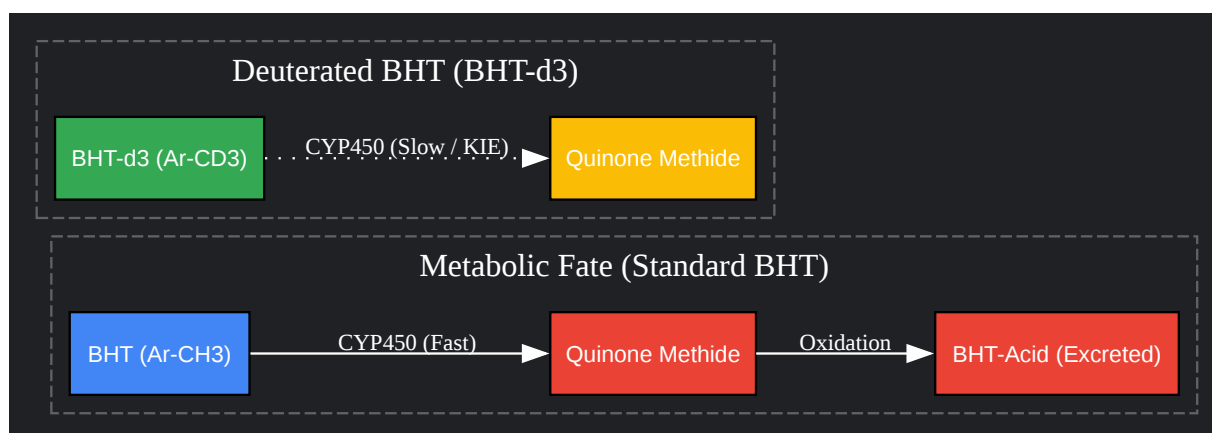 Deuterated BHT (BHT-d3)
BHT-d3 (Ar-CD3)
CYP450 (Slow / KIE)
Quinone Methide
Metabolic Fate (Standard BHT)
BHT (Ar-CH3)
CYP450 (Fast)
Quinone Methide
Oxidation
BHT-Acid (Excreted)